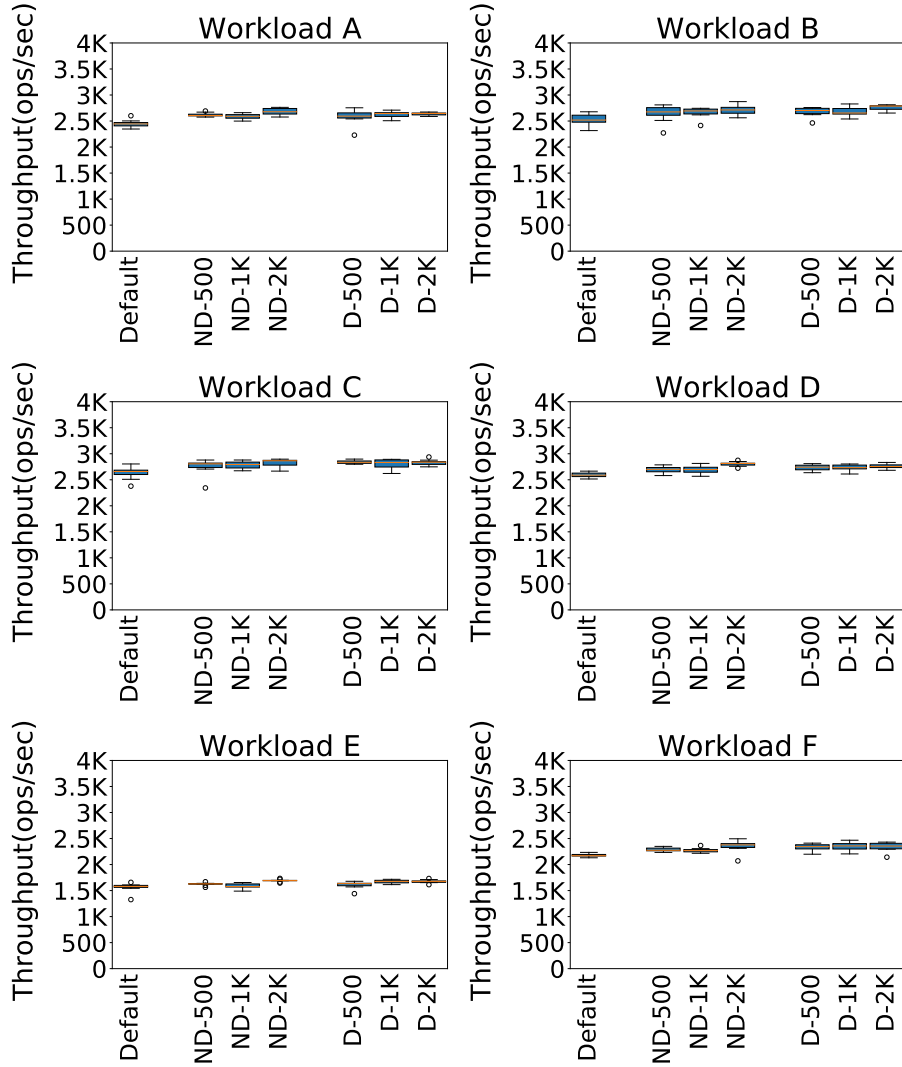 Workload A
Throughput(ops/sec)
4K
3.5K
3K
2.5K
2K
1.5K
1K
500
0
Default
ND-500
ND-1K
ND-2K
D-500
D-1K
D-2K
Workload B
Throughput(ops/sec)
4K
3.5K
3K
2.5K
2K
1.5K
1K
500
0
Default
ND-500
ND-1K
ND-2K
D-500
D-1K
D-2K
Workload C
Throughput(ops/sec)
4K
3.5K
3K
2.5K
2K
1.5K
1K
500
0
Default
ND-500
ND-1K
ND-2K
D-500
D-1K
D-2K
Workload D
Throughput(ops/sec)
4K
3.5K
3K
2.5K
2K
1.5K
1K
500
0
Default
ND-500
ND-1K
ND-2K
D-500
D-1K
D-2K
Workload E
Throughput(ops/sec)
4K
3.5K
3K
2.5K
2K
1.5K
1K
500
0
Default
ND-500
ND-1K
ND-2K
D-500
D-1K
D-2K
Workload F
Throughput(ops/sec)
4K
3.5K
3K
2.5K
2K
1.5K
1K
500
0
Default
ND-500
ND-1K
ND-2K
D-500
D-1K
D-2K